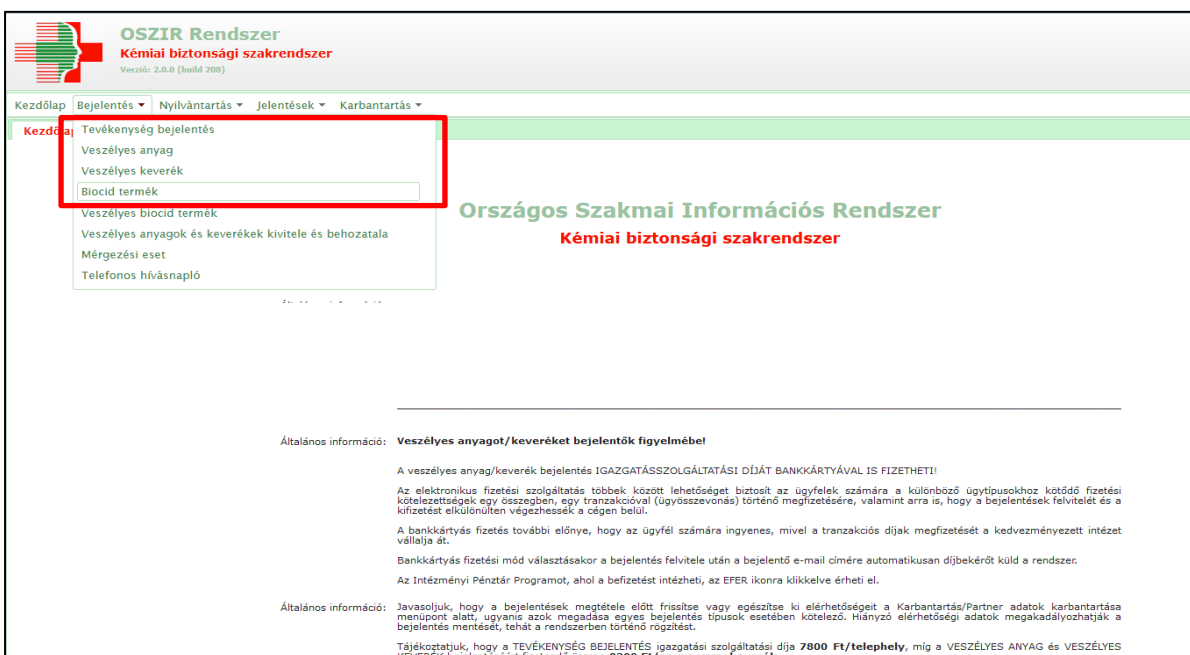 OSZIR Rendszer
Kémiai biztonsági szakrendszer
Verzió: 2.0.0 (build 208)
Kezdőlap Bejelentés Nyilvántartás Jelentések Karbantartás
Kezdőlap
Tevékenység bejelentés
Veszélyes anyag
Veszélyes keverék
Biocid termék
Veszélyes biocid termék
Veszélyes anyagok és keverékek kivitele és behozatala
Mérgezési eset
Telefonos hívásnapló
Országos Szakmai Információs Rendszer
Kémiai biztonsági szakrendszer
Általános információ: Veszélyes anyagot/keveréket bejelentők figyelmébe!
A veszélyes anyag/keverék bejelentés IGAZGATÁSSZOLGÁLTATÁSI DÍJÁT BANKKÁRTYÁVAL IS FIZETHETI!
Az elektronikus fizetési szolgáltatás többek között lehetőséget biztosít az ügyfelek számára a különböző ügytípusokhoz kötődő fizetési
kötelezettségek egy összegben, egy tranzakcióval (ügyösszevonás) történő megfizetésére, valamint arra is, hogy a bejelentések felvitelét és a
kifizetést elkülönülten végezhessék a cégen belül.
A bankkártyás fizetés további előnye, hogy az ügyfél számára ingyenes, mivel a tranzakciós díjak megfizetését a kedvezményezett intézet
vállalja át.
Bankkártyás fizetési mód választásakor a bejelentés felvitele után a bejelentő e-mail címére automatikusan díjbekérőt küld a rendszer.
Az Intézményi Pénztár Programot, ahol a befizetést intézheti, az EFER ikonra klikkelve érheti el.
Általános információ: Javasoljuk, hogy a bejelentések megtétele előtt frissítse vagy egészítse ki elérhetőségeit a Karbantartás/Partner adatok karbantartása
menüpont alatt, ugyanis azok megadása egyes bejelentés típusok esetében kötelező. Hiányzó elérhetőségi adatok megakadályozhatják a
bejelentés mentését, tehát a rendszerben történő rögzítést.
Tájékoztatjuk, hogy a TEVÉKENYSÉG BEJELENTÉS igazgatási szolgáltatási díja 7800 Ft/telephely, míg a VESZÉLYES ANYAG és VESZÉLYES